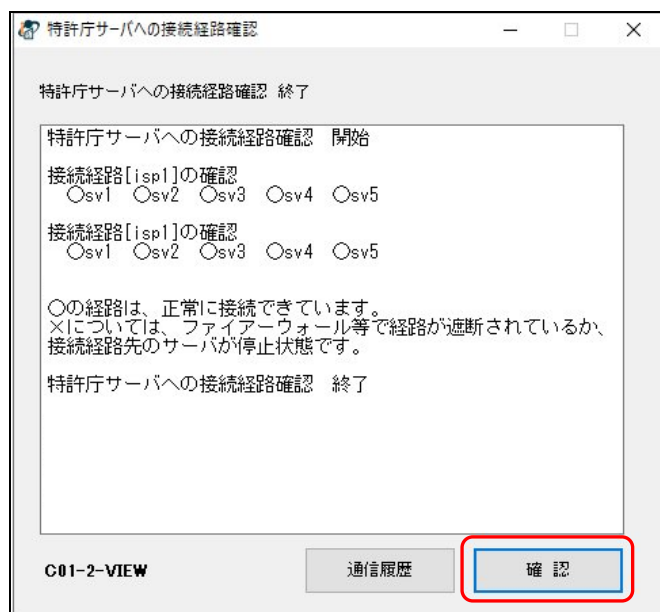 特許庁サーバへの接続経路確認
特許庁サーバへの接続経路確認 終了
特許庁サーバへの接続経路確認 開始
接続経路[isp1]の確認
○sv1 ○sv2 ○sv3 ○sv4 ○sv5
接続経路[isp1]の確認
○sv1 ○sv2 ○sv3 ○sv4 ○sv5
○の経路は、正常に接続できています。
×については、ファイアーウォール等で経路が遮断されているか、
接続経路先のサーバが停止状態です。
特許庁サーバへの接続経路確認 終了
C01-2-VIEW 通信履歴 確 認